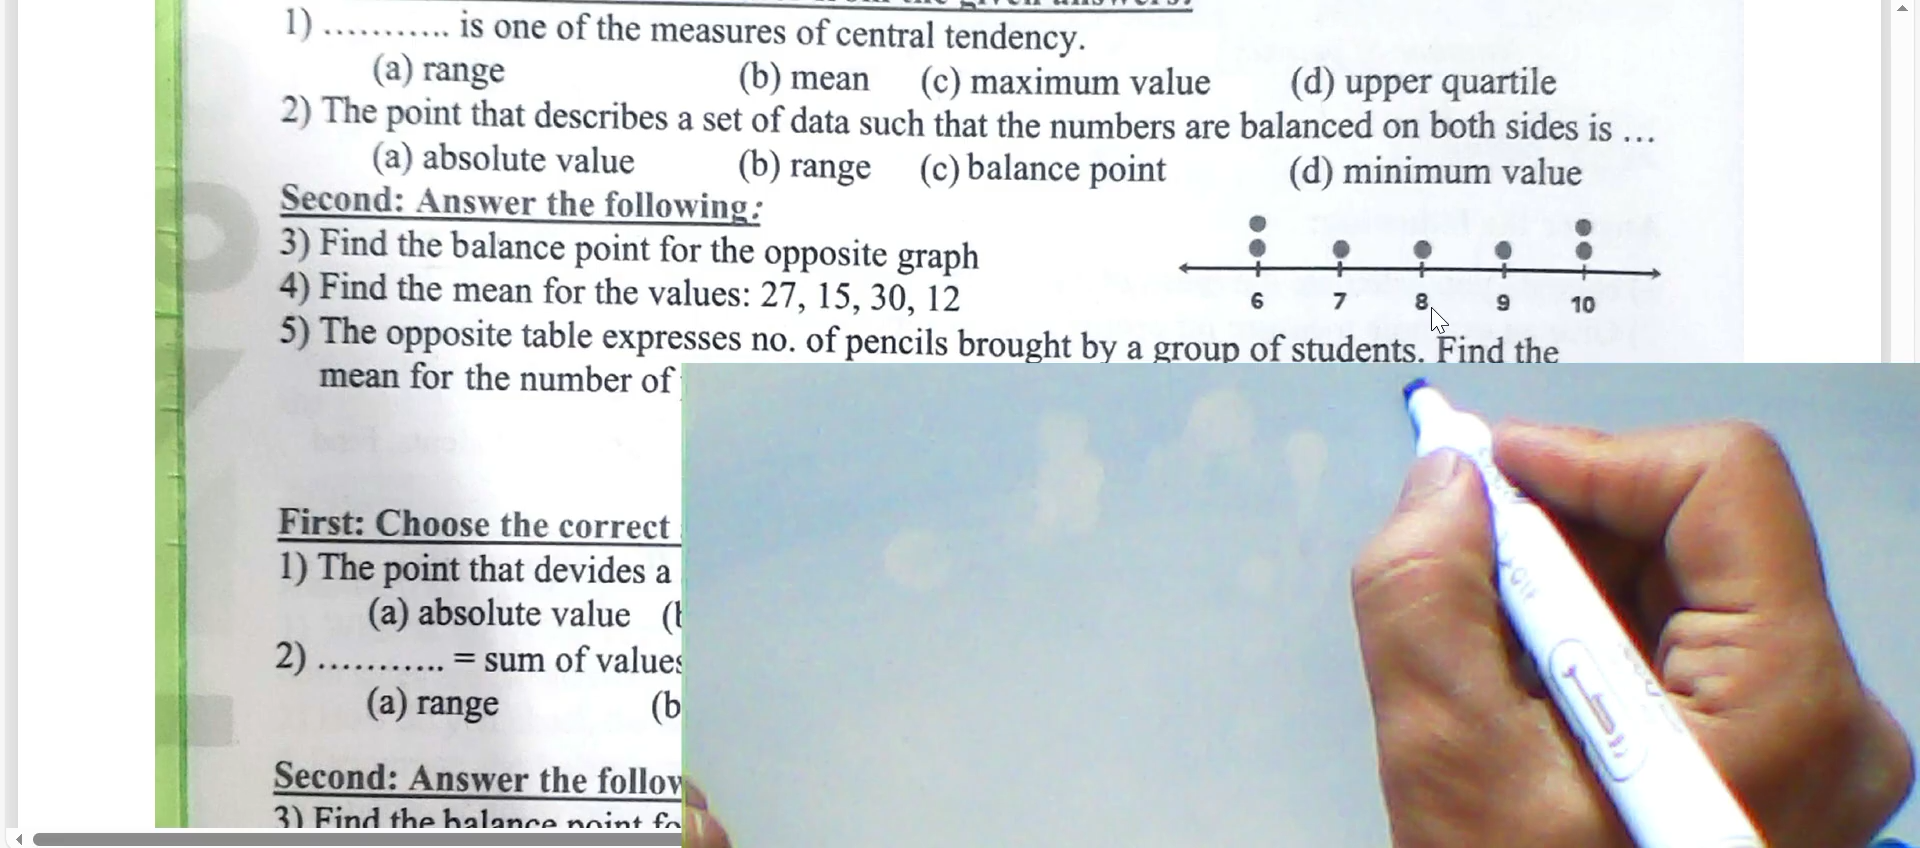 1) ........... is one of the measures of central tendency.
(a) range (b) mean (c) maximum value (d) upper quartile
2) The point that describes a set of data such that the numbers are balanced on both sides is ...
(a) absolute value (b) range (c) balance point (d) minimum value
Second: Answer the following:
3) Find the balance point for the opposite graph
6 7 8 9 10
4) Find the mean for the values: 27, 15, 30, 12
5) The opposite table expresses no. of pencils brought by a group of students. Find the
mean for the number of
First: Choose the correct
1) The point that devides a
(a) absolute value (b
2) ........... = sum of values
(a) range (b
Second: Answer the follow
3) Find the balance point fo